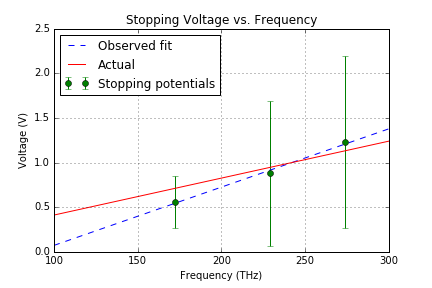 Stopping Voltage vs. Frequency
2.5
2.0
1.5
1.0
0.5
0.0
Voltage (V)
Observed fit
Actual
Stopping potentials
100
150
200
250
300
Frequency (THz)